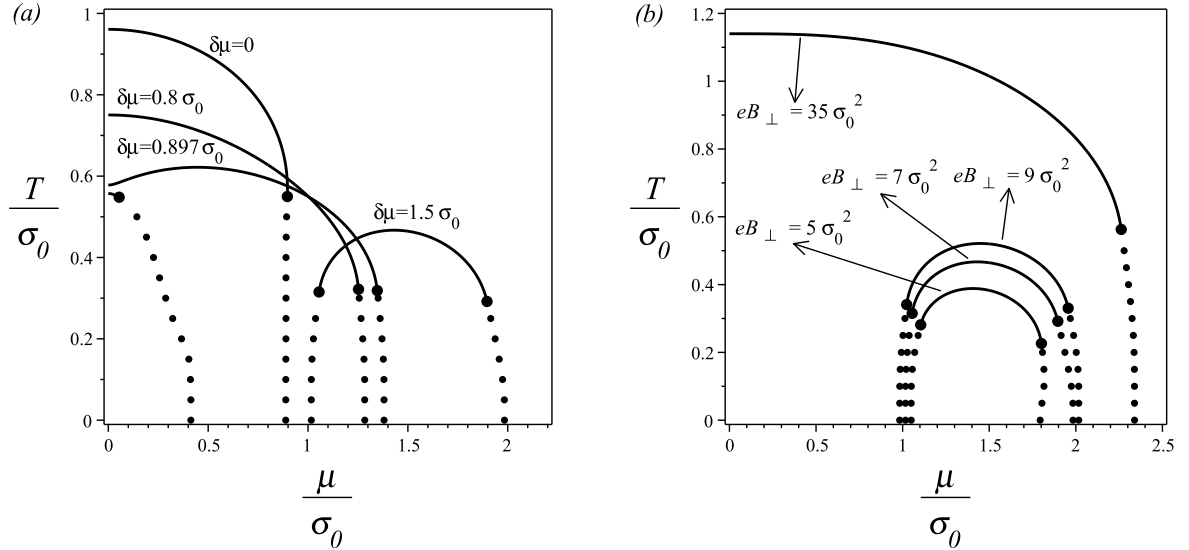 (a)
1
0.8
0.6
0.4
0.2
0
T
σ0
δμ=0
δμ=0.8 σ0
δμ=0.897σ0
δμ=1.5 σ0
0 0.5 1 1.5 2
μ
σ0
(b)
1.2
1
0.8
0.6
0.4
0.2
0
T
σ0
eB⊥ = 35 σ0²
eB⊥ = 7 σ0²
eB⊥ = 9 σ0²
eB⊥ = 5 σ0²
0 0.5 1 1.5 2 2.5
μ
σ0